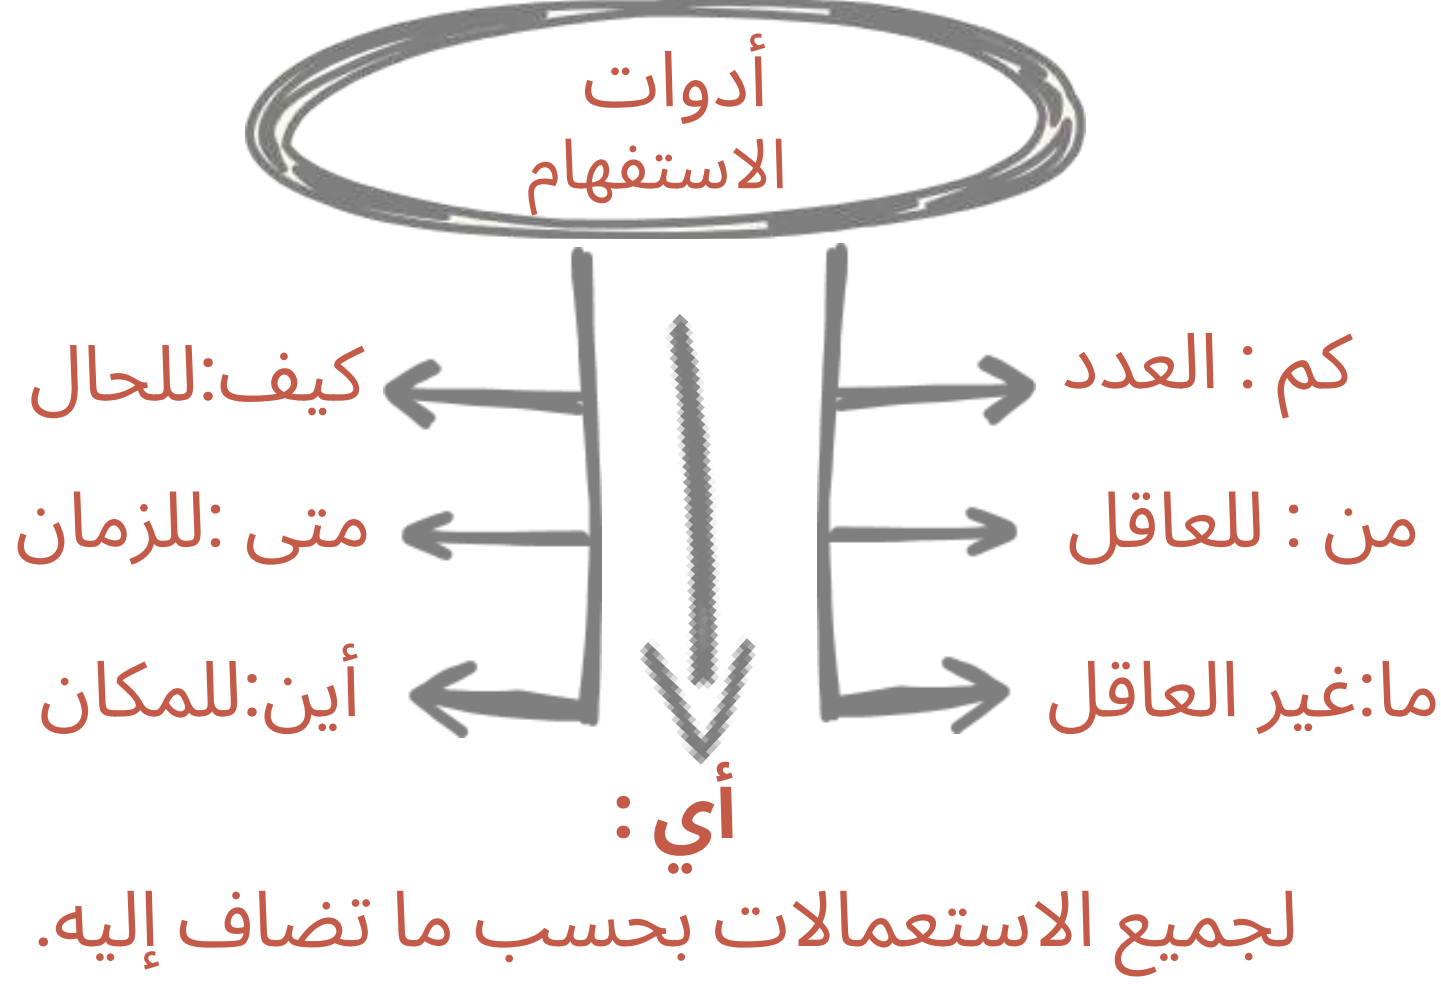 أدوات
الاستفهام
كم : العدد
كيف:للحال
من : للعاقل
متى :للزمان
ما:غير العاقل
أين:للمكان
أي :
لجميع الاستعمالات بحسب ما تضاف إليه.